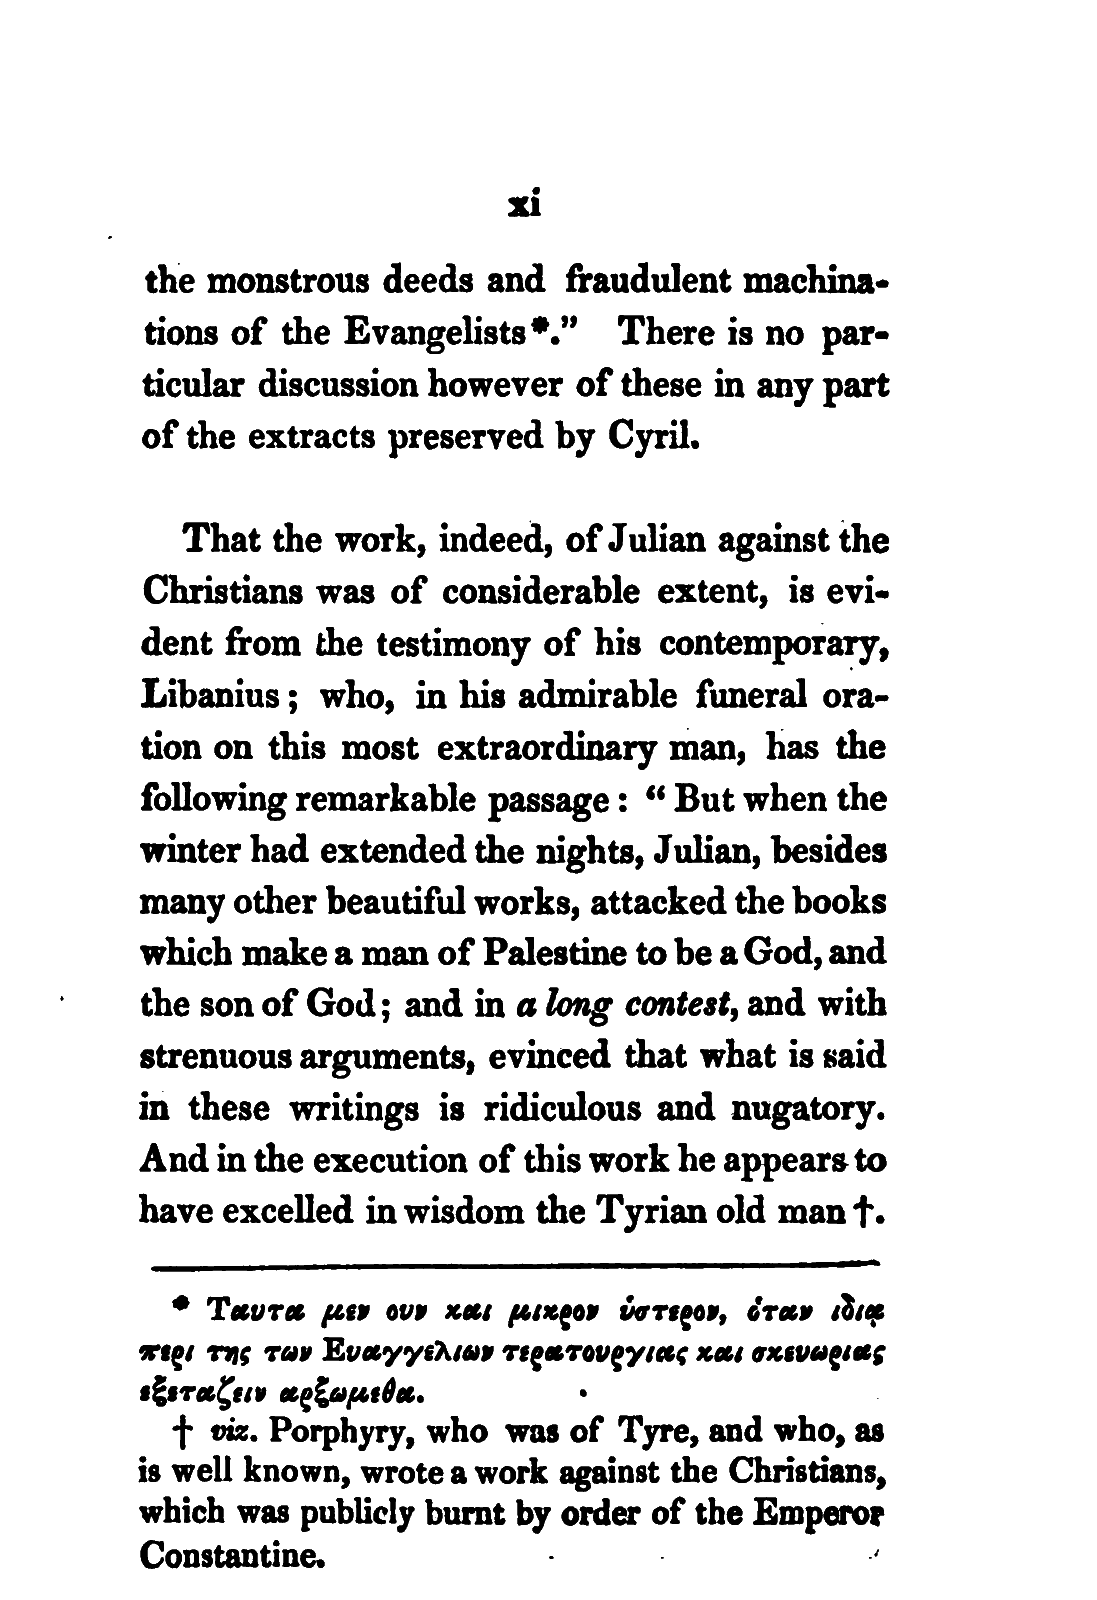 xi
the monstrous deeds and fraudulent machina-
tions of the Evangelists*.” There is no par-
ticular discussion however of these in any part
of the extracts preserved by Cyril.
That the work, indeed, of Julian against the
Christians was of considerable extent, is evi-
dent from the testimony of his contemporary,
Libanius; who, in his admirable funeral ora-
tion on this most extraordinary man, has the
following remarkable passage: “But when the
winter had extended the nights, Julian, besides
many other beautiful works, attacked the books
which make a man of Palestine to be a God, and
the son of God; and in a long contest, and with
strenuous arguments, evinced that what is said
in these writings is ridiculous and nugatory.
And in the execution of this work he appears to
have excelled in wisdom the Tyrian old man†.
* Ταυτα μεν ουν και μικρον ὑστερον, ὁταν ιδιᾳ
περι της των Ευαγγελιων τερατουργιας και σκευωριας
εξεταζειν αρξωμεθα.
† viz. Porphyry, who was of Tyre, and who, as
is well known, wrote a work against the Christians,
which was publicly burnt by order of the Emperor
Constantine.